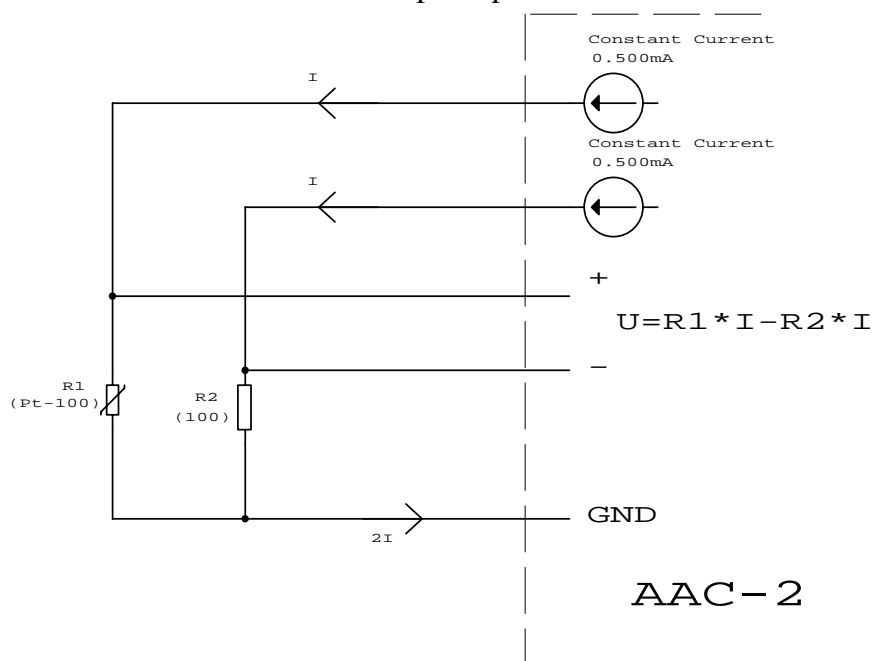 Constant Current
0.500mA
I
Constant Current
0.500mA
I
+
U=R1*I-R2*I
-
R1
(Pt-100)
R2
(100)
GND
2I
AAC-2